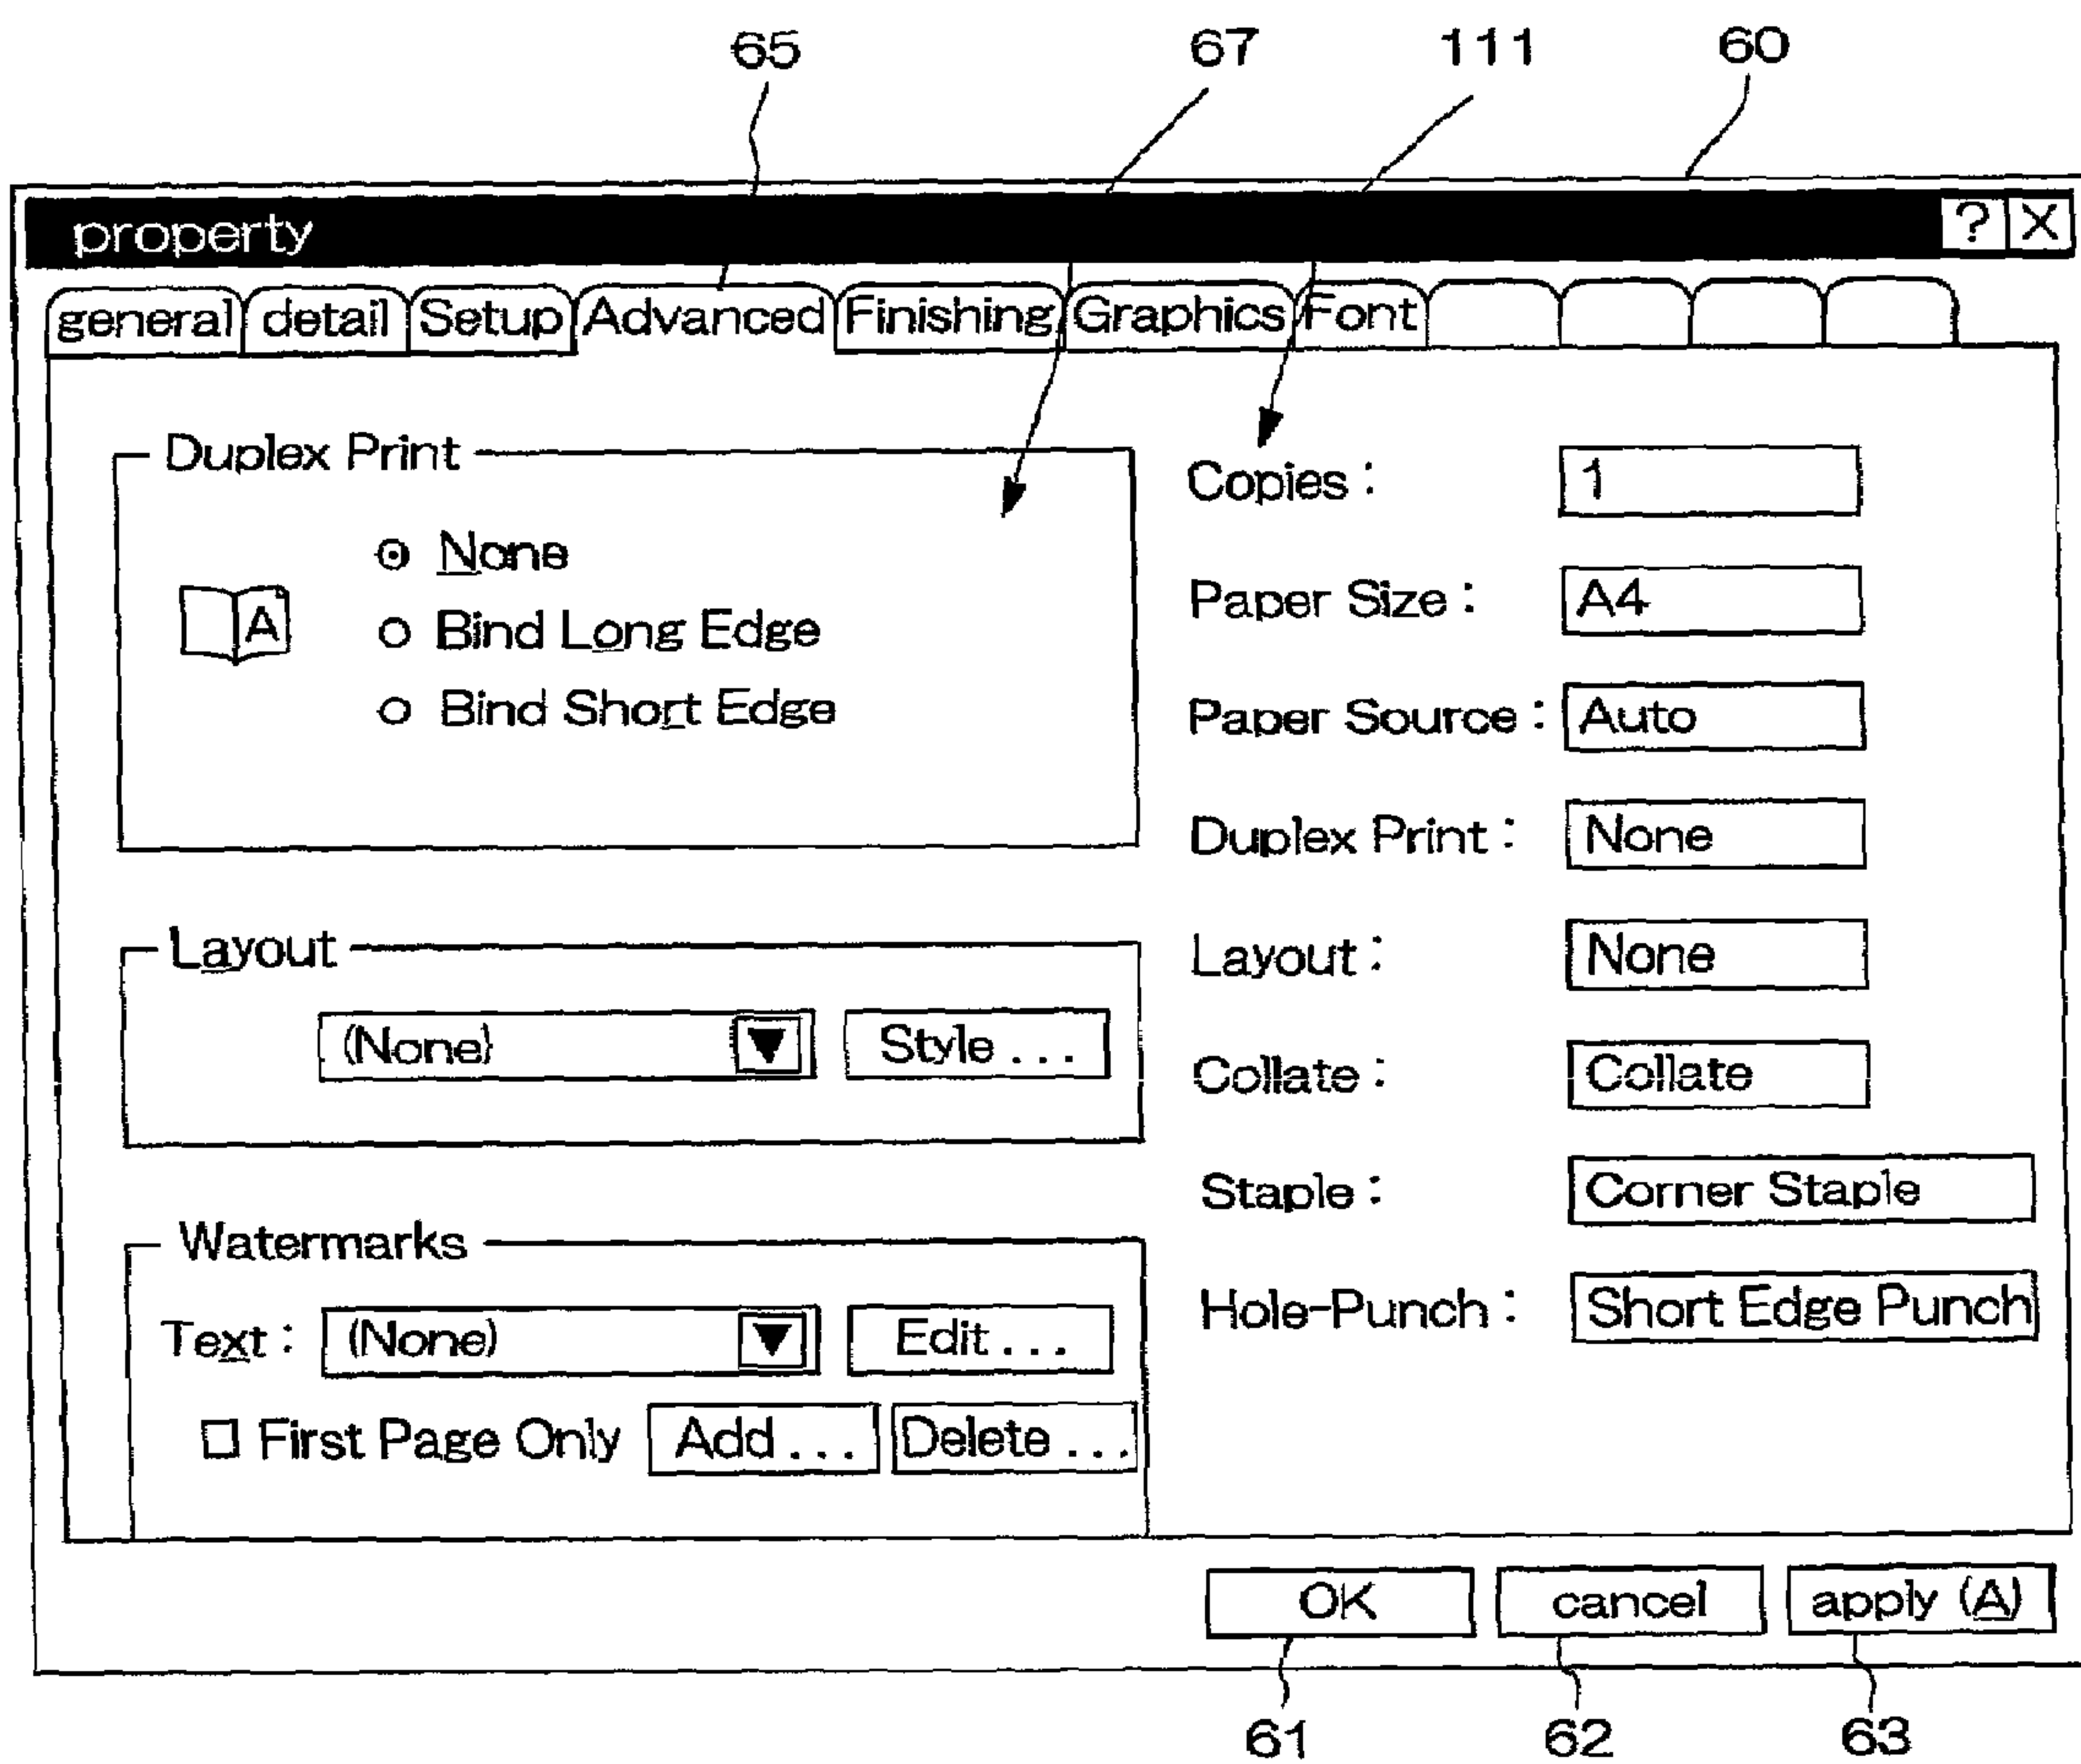 65 67 111 60
property ? X
general detail Setup Advanced Finishing Graphics Font
Duplex Print
None
Bind Long Edge
Bind Short Edge
A
Layout
(None) Style ...
Watermarks
Text : (None) Edit ...
First Page Only Add ... Delete ...
Copies : 1
Paper Size : A4
Paper Source : Auto
Duplex Print : None
Layout : None
Collate : Collate
Staple : Corner Staple
Hole-Punch : Short Edge Punch
OK cancel apply (A)
61 62 63